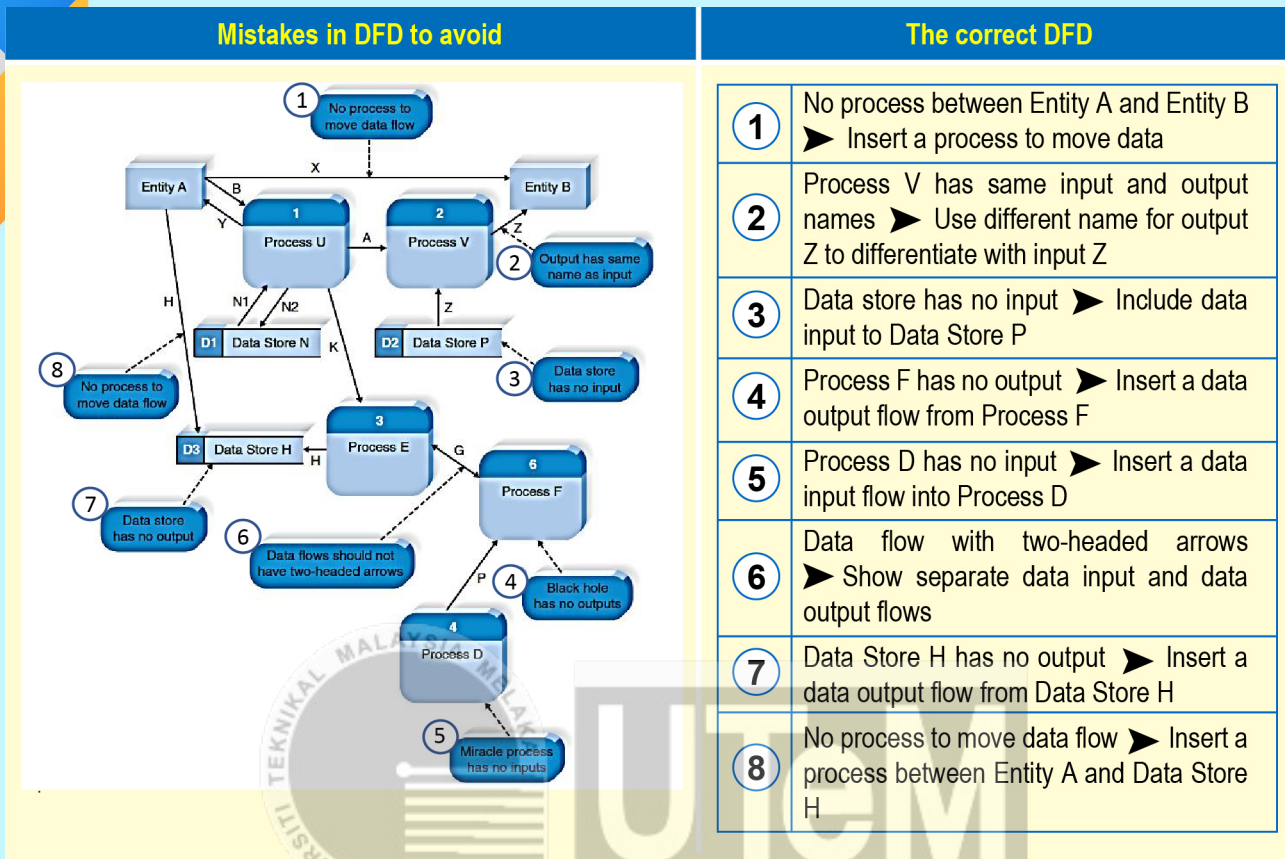 Mistakes in DFD to avoid
The correct DFD
1
No process to
move data flow
X
Entity A
Entity B
B
Y
1
Process U
A
2
Process V
Z
2
Output has same
name as input
H
N1
N2
Z
D1 Data Store N
K
D2 Data Store P
3
Data store
has no input
8
No process to
move data flow
3
Process E
D3 Data Store H
H
G
6
Process F
7
Data store
has no output
6
Data flows should not
have two-headed arrows
P
4
Black hole
has no outputs
4
Process D
5
Miracle process
has no inputs
1
No process between Entity A and Entity B
➤ Insert a process to move data
2
Process V has same input and output
names ➤ Use different name for output
Z to differentiate with input Z
3
Data store has no input ➤ Include data
input to Data Store P
4
Process F has no output ➤ Insert a data
output flow from Process F
5
Process D has no input ➤ Insert a data
input flow into Process D
6
Data flow with two-headed arrows
➤ Show separate data input and data
output flows
7
Data Store H has no output ➤ Insert a
data output flow from Data Store H
8
No process to move data flow ➤ Insert a
process between Entity A and Data Store
H
TEKNIKAL MALAYSIA
UTeM